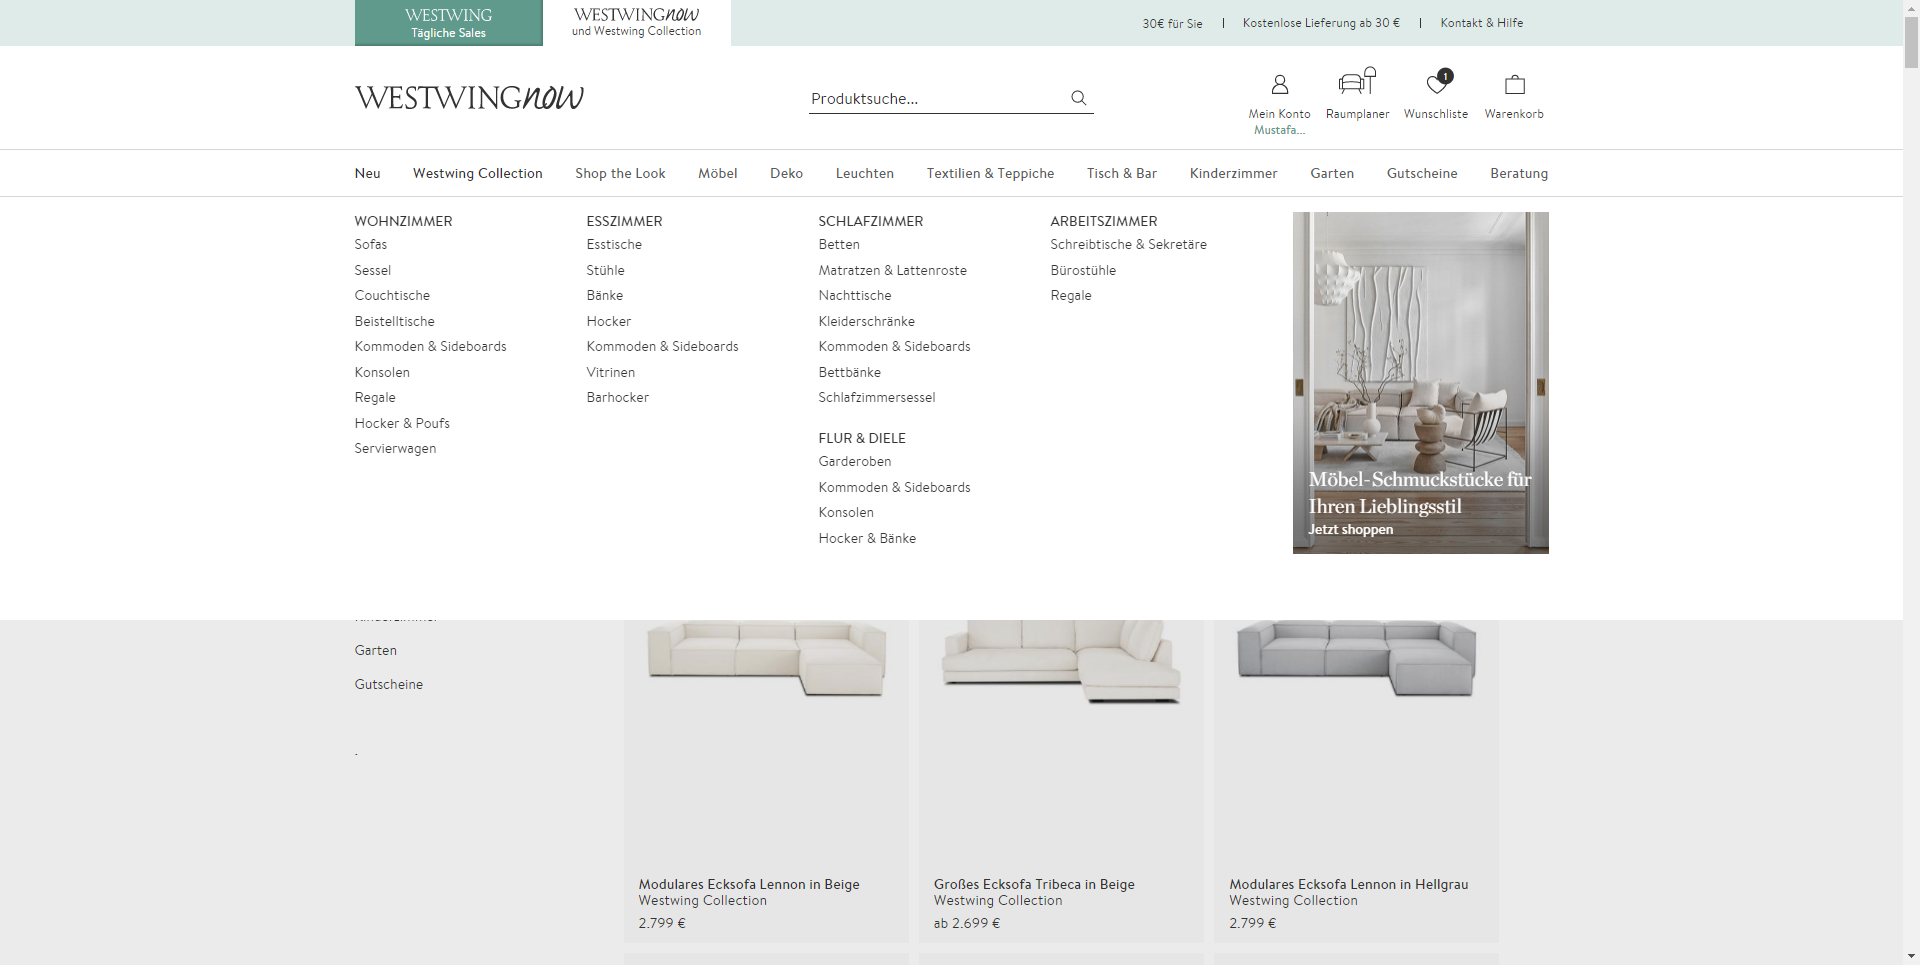 WESTWING
Tägliche Sales
WESTWINGnow
und Westwing Collection
30€ für Sie
Kostenlose Lieferung ab 30 €
Kontakt & Hilfe
WESTWINGnow
Produktsuche...
1
Mein Konto
Mustafa...
Raumplaner
Wunschliste
Warenkorb
Neu
Westwing Collection
Shop the Look
Möbel
Deko
Leuchten
Textilien & Teppiche
Tisch & Bar
Kinderzimmer
Garten
Gutscheine
Beratung
WOHNZIMMER
Sofas
Sessel
Couchtische
Beistelltische
Kommoden & Sideboards
Konsolen
Regale
Hocker & Poufs
Servierwagen
ESSZIMMER
Esstische
Stühle
Bänke
Hocker
Kommoden & Sideboards
Vitrinen
Barhocker
SCHLAFZIMMER
Betten
Matratzen & Lattenroste
Nachttische
Kleiderschränke
Kommoden & Sideboards
Bettbänke
Schlafzimmersessel
FLUR & DIELE
Garderoben
Kommoden & Sideboards
Konsolen
Hocker & Bänke
ARBEITSZIMMER
Schreibtische & Sekretäre
Bürostühle
Regale
Möbel-Schmuckstücke für
Ihren Lieblingsstil
Jetzt shoppen
Garten
Gutscheine
Modulares Ecksofa Lennon in Beige
Westwing Collection
2.799 €
Großes Ecksofa Tribeca in Beige
Westwing Collection
ab 2.699 €
Modulares Ecksofa Lennon in Hellgrau
Westwing Collection
2.799 €